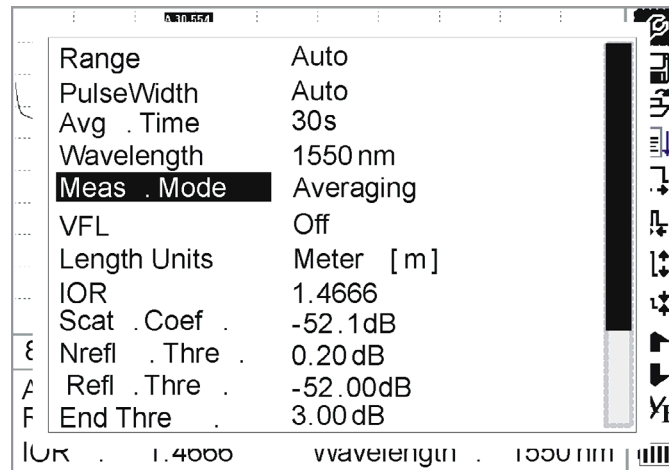 A 30.554
Range Auto
PulseWidth Auto
Avg . Time 30s
Wavelength 1550 nm
Meas . Mode Averaging
VFL Off
Length Units Meter [ m ]
IOR 1.4666
Scat . Coef . -52.1dB
Nrefl . Thre . 0.20 dB
Refl . Thre . -52.00dB
End Thre . 3.00 dB
IOR . 1.4666 Wavelength . 1550 nm